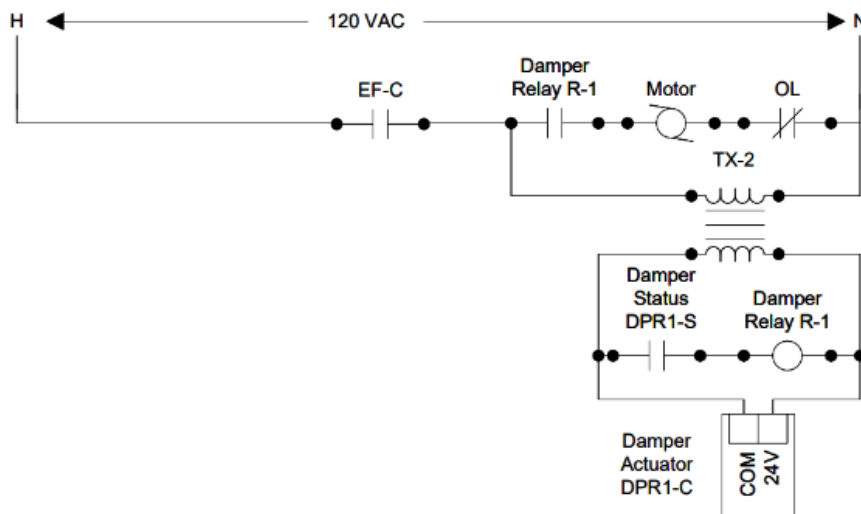 H
120 VAC
N
EF-C
Damper
Relay R-1
Motor
OL
TX-2
Damper
Status
DPR1-S
Damper
Relay R-1
Damper
Actuator
DPR1-C
COM
24V